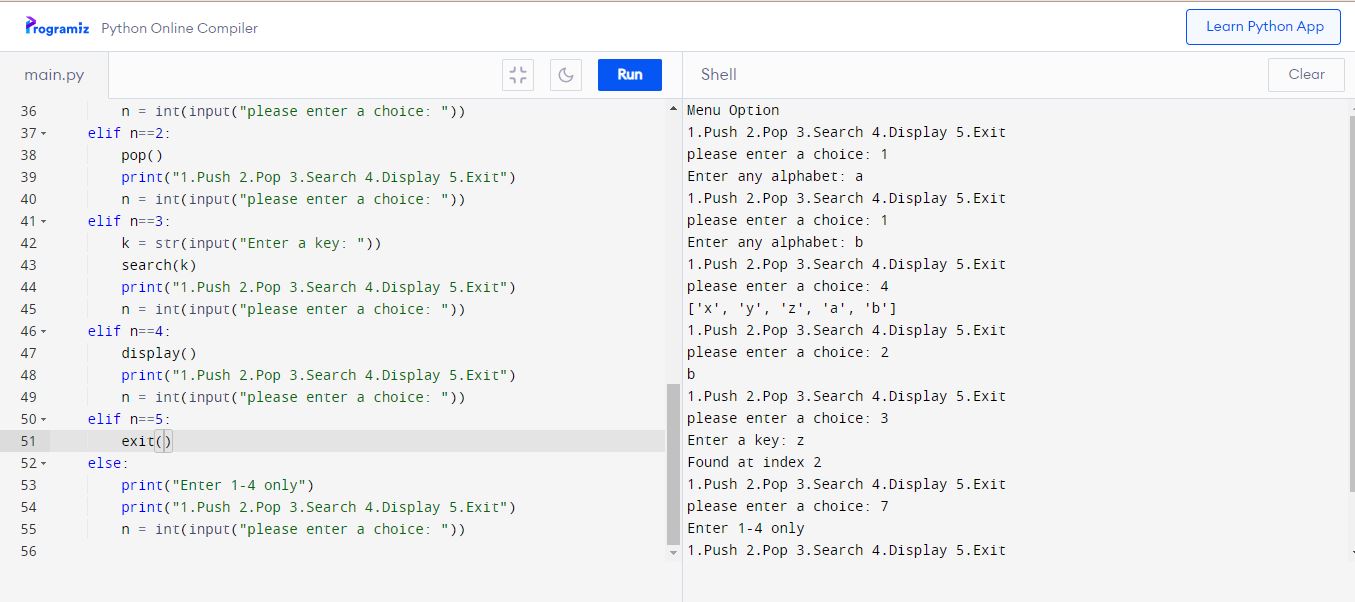 Programiz Python Online Compiler
Learn Python App
main.py
Run
Shell
Clear
36 n = int(input("please enter a choice: "))
37 elif n==2:
38 pop()
39 print("1.Push 2.Pop 3.Search 4.Display 5.Exit")
40 n = int(input("please enter a choice: "))
41 elif n==3:
42 k = str(input("Enter a key: "))
43 search(k)
44 print("1.Push 2.Pop 3.Search 4.Display 5.Exit")
45 n = int(input("please enter a choice: "))
46 elif n==4:
47 display()
48 print("1.Push 2.Pop 3.Search 4.Display 5.Exit")
49 n = int(input("please enter a choice: "))
50 elif n==5:
51 exit()
52 else:
53 print("Enter 1-4 only")
54 print("1.Push 2.Pop 3.Search 4.Display 5.Exit")
55 n = int(input("please enter a choice: "))
56
Menu Option
1.Push 2.Pop 3.Search 4.Display 5.Exit
please enter a choice: 1
Enter any alphabet: a
1.Push 2.Pop 3.Search 4.Display 5.Exit
please enter a choice: 1
Enter any alphabet: b
1.Push 2.Pop 3.Search 4.Display 5.Exit
please enter a choice: 4
['x', 'y', 'z', 'a', 'b']
1.Push 2.Pop 3.Search 4.Display 5.Exit
please enter a choice: 2
b
1.Push 2.Pop 3.Search 4.Display 5.Exit
please enter a choice: 3
Enter a key: z
Found at index 2
1.Push 2.Pop 3.Search 4.Display 5.Exit
please enter a choice: 7
Enter 1-4 only
1.Push 2.Pop 3.Search 4.Display 5.Exit